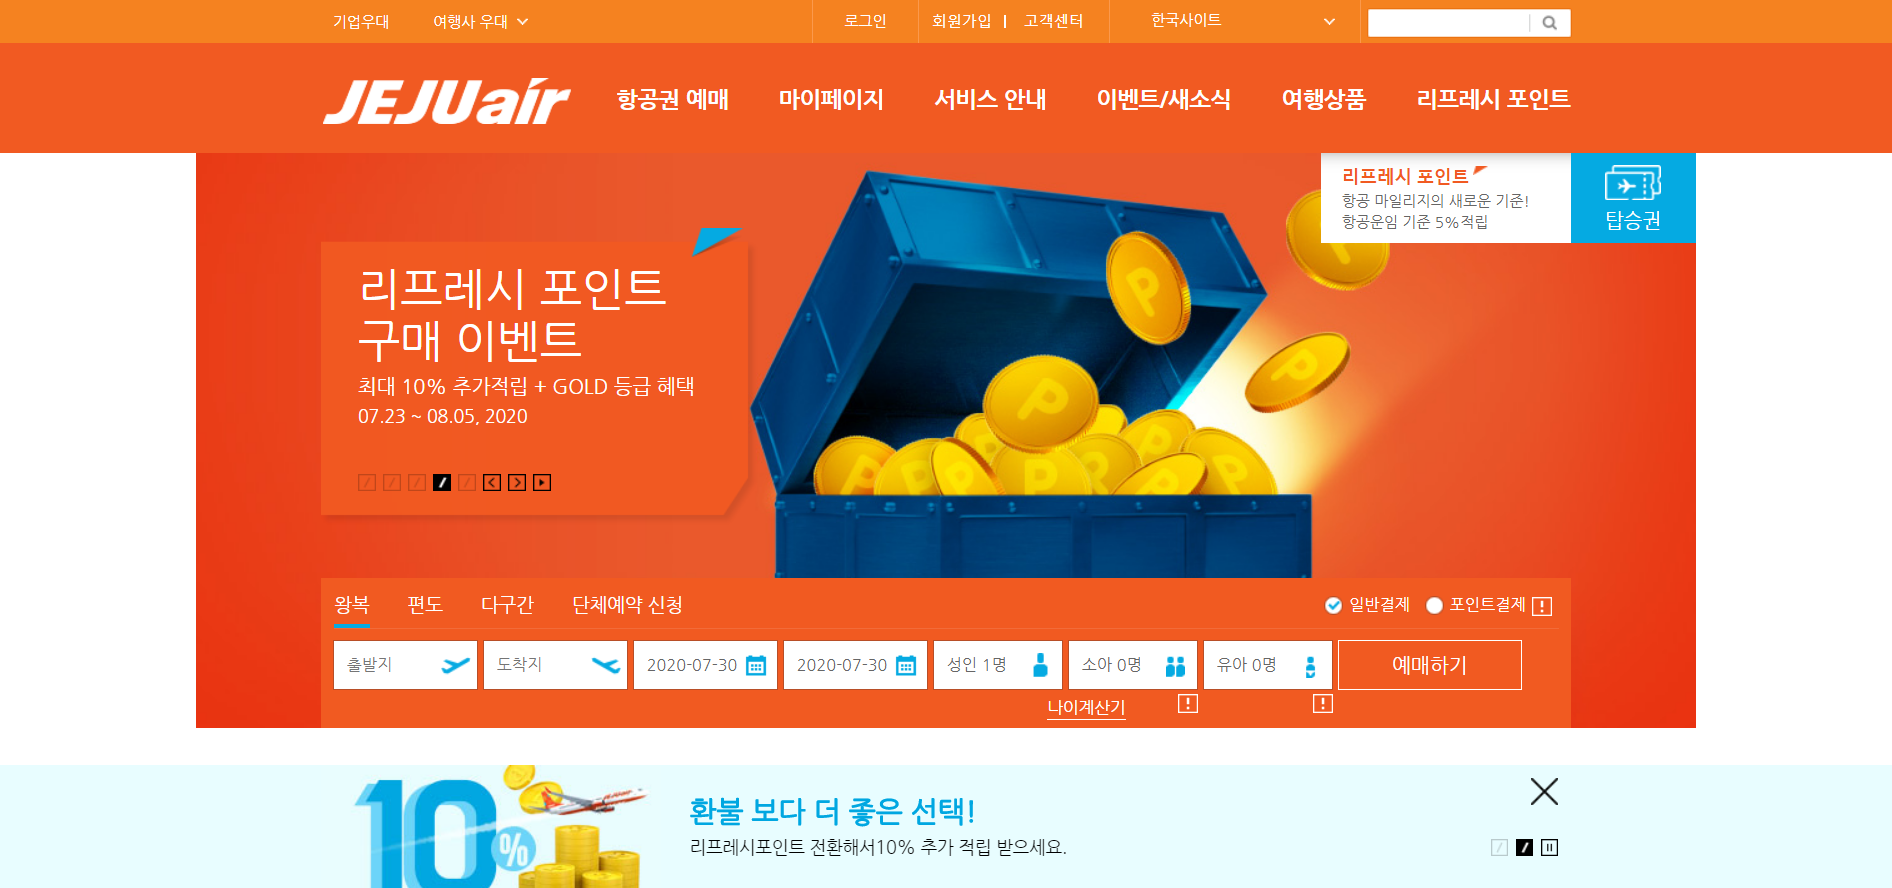 기업우대
여행사 우대
로그인
회원가입
고객센터
한국사이트
JEJUair
항공권 예매
마이페이지
서비스 안내
이벤트/새소식
여행상품
리프레시 포인트
리프레시 포인트
항공 마일리지의 새로운 기준!
항공운임 기준 5%적립
탑승권
리프레시 포인트
구매 이벤트
최대 10% 추가적립 + GOLD 등급 혜택
07.23 ~ 08.05, 2020
왕복
편도
다구간
단체예약 신청
일반결제
포인트결제
출발지
도착지
2020-07-30
2020-07-30
성인 1명
소아 0명
유아 0명
예매하기
나이계산기
10%
환불 보다 더 좋은 선택!
리프레시포인트 전환해서10% 추가 적립 받으세요.